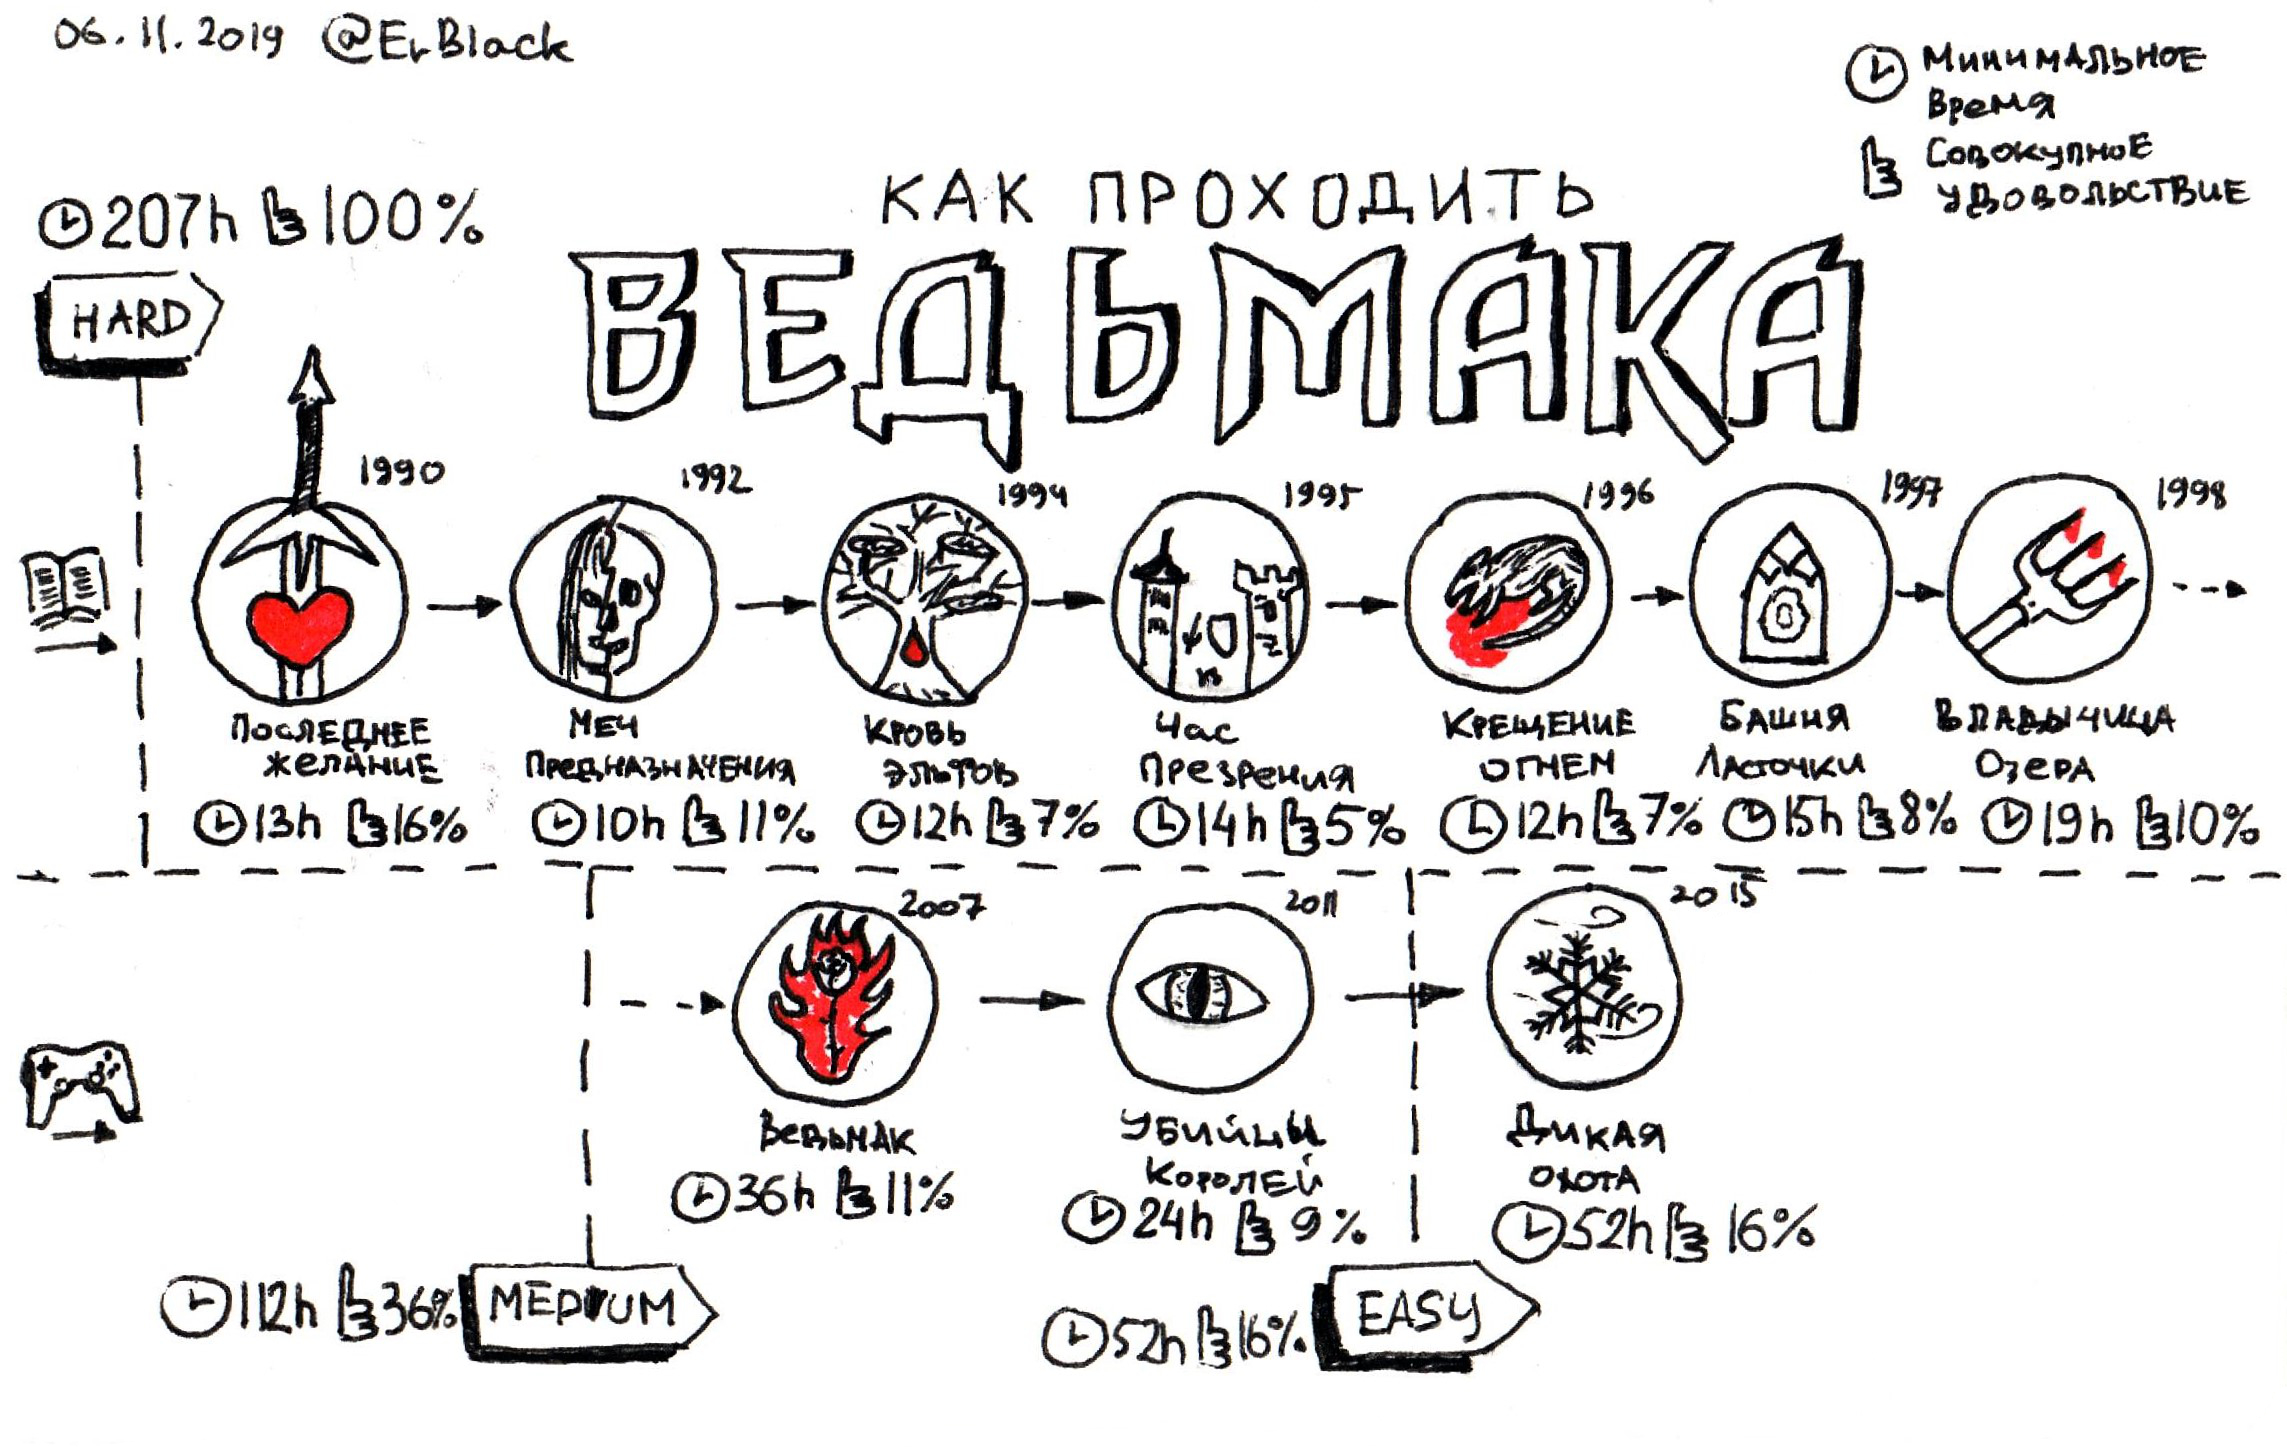 06.11.2019 @ErBlack
Минимальное
Время
Совокупное
удовольствие
КАК ПРОХОДИТЬ
ВЕДЬМАКА
207h 100%
HARD
1990
1992
1994
1995
1996
1997
1998
Последнее
желание
13h 16%
Меч
Предназначения
10h 11%
Кровь
эльфов
12h 7%
Час
Презрения
14h 5%
Крещение
огнем
12h 7%
Башня
Ласточки
15h 8%
Владычица
Озера
19h 10%
2007
2011
2015
Ведьмак
36h 11%
Убийцы
королей
24h 9%
Дикая
охота
52h 16%
112h 36% MEDIUM
52h 16% EASY